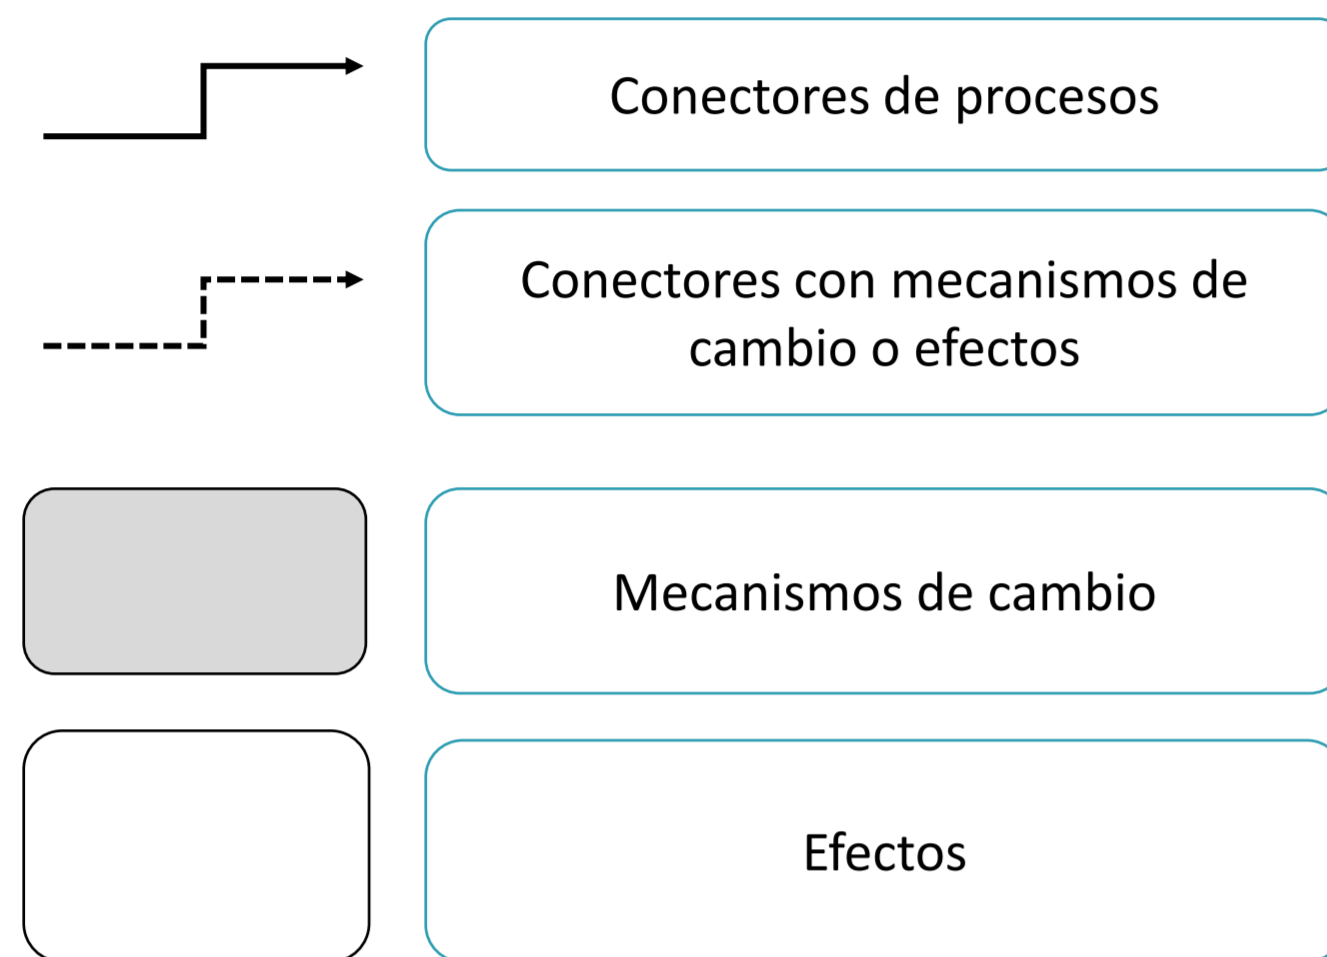 Conectores de procesos
Conectores con mecanismos de
cambio o efectos
Mecanismos de cambio
Efectos